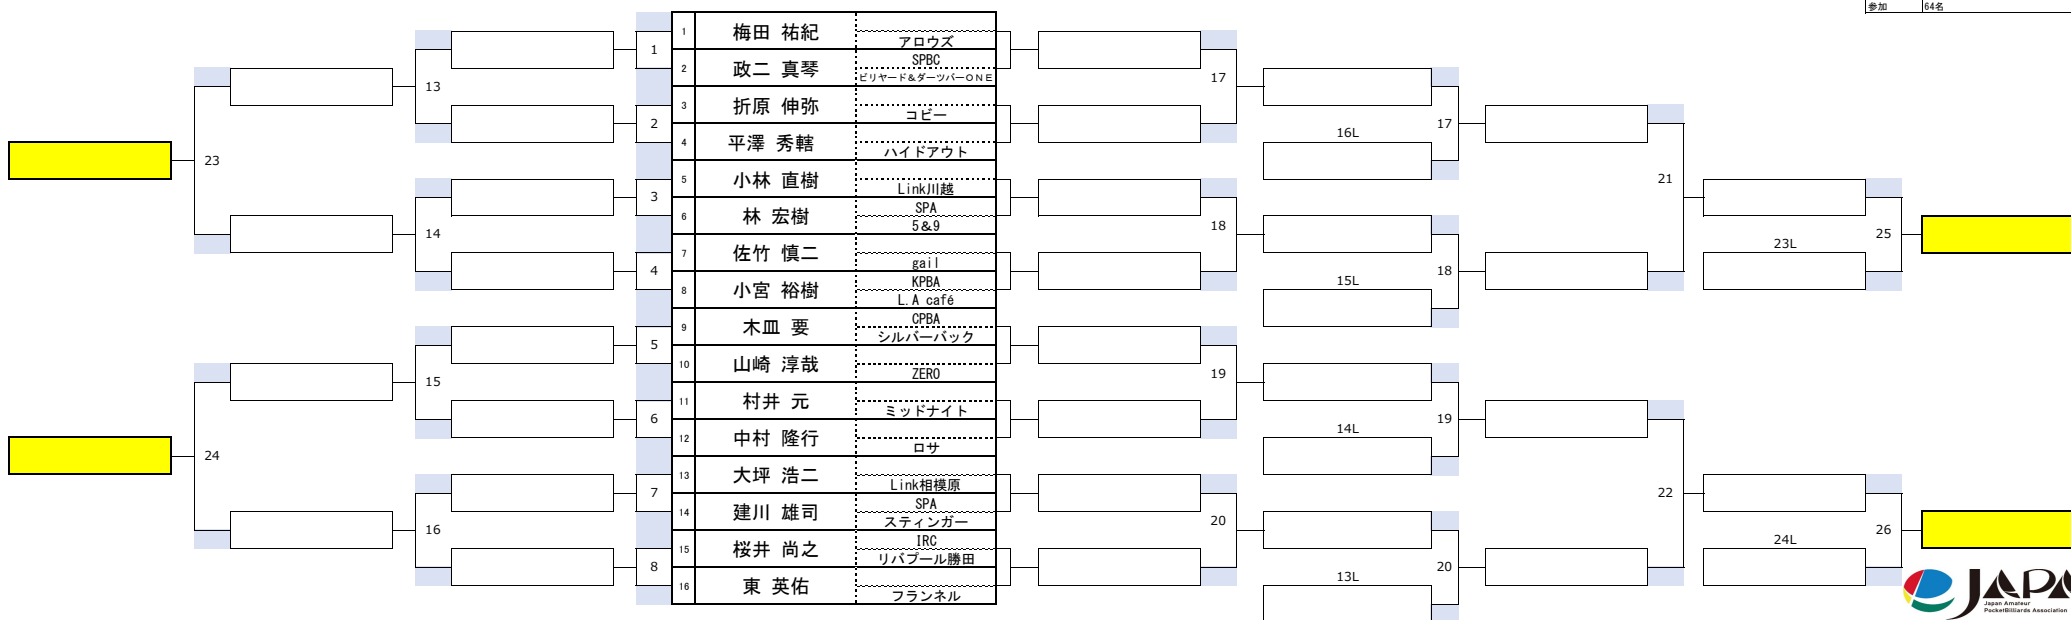 参加 64名
1 梅田 祐紀 アロウズ
2 政二 真琴 SPBC ビリヤード&ダーツバーONE
3 折原 伸弥 コビー
4 平澤 秀轄 ハイドアウト
5 小林 直樹 Link川越
6 林 宏樹 SPA 5&9
7 佐竹 慎二 gail
8 小宮 裕樹 KPBA L.A café
9 木皿 要 CPBA シルバーバック
10 山崎 淳哉 ZERO
11 村井 元 ミッドナイト
12 中村 隆行 ロサ
13 大坪 浩二 Link相模原
14 建川 雄司 SPA スティンガー
15 桜井 尚之 IRC リバプール勝田
16 東 英佑 フランネル
23
24
13
14
15
16
1
2
3
4
5
6
7
8
17
18
19
20
16L
15L
14L
13L
17
18
19
20
21
22
23L
24L
25
26
JAPA
Japan Amateur
PocketBilliards Association